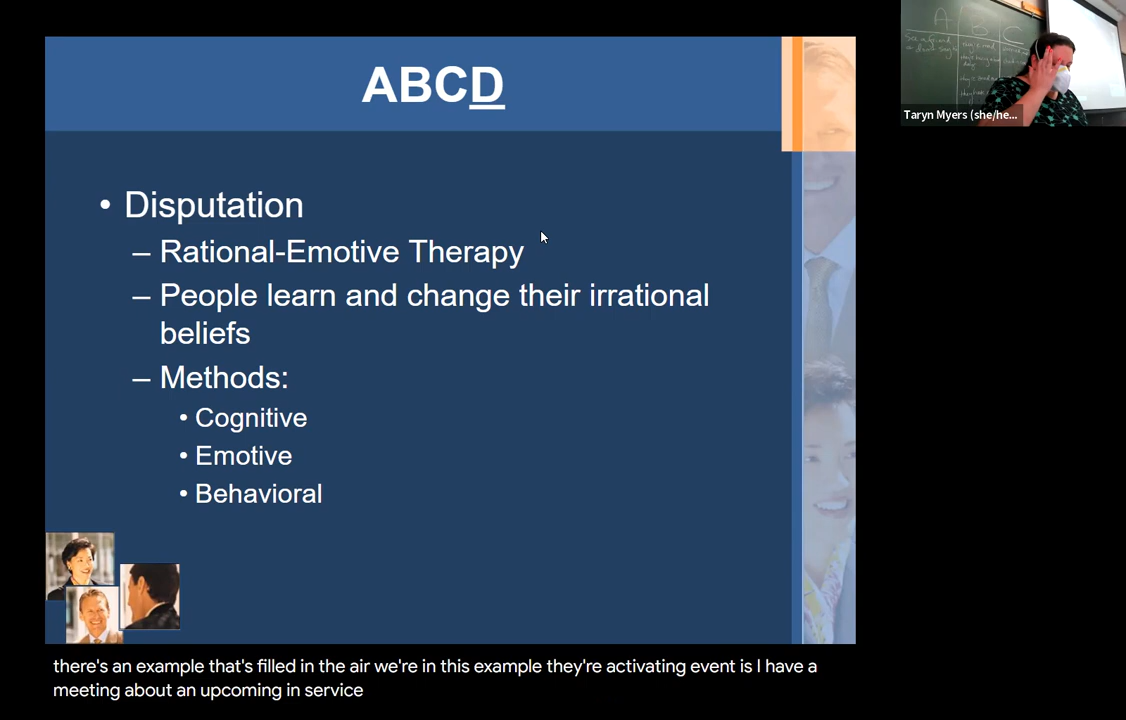 ABCD
• Disputation
– Rational-Emotive Therapy
– People learn and change their irrational
beliefs
– Methods:
• Cognitive
• Emotive
• Behavioral
A B C
Taryn Myers (she/he...
there's an example that's filled in the air we're in this example they're activating event is I have a
meeting about an upcoming in service